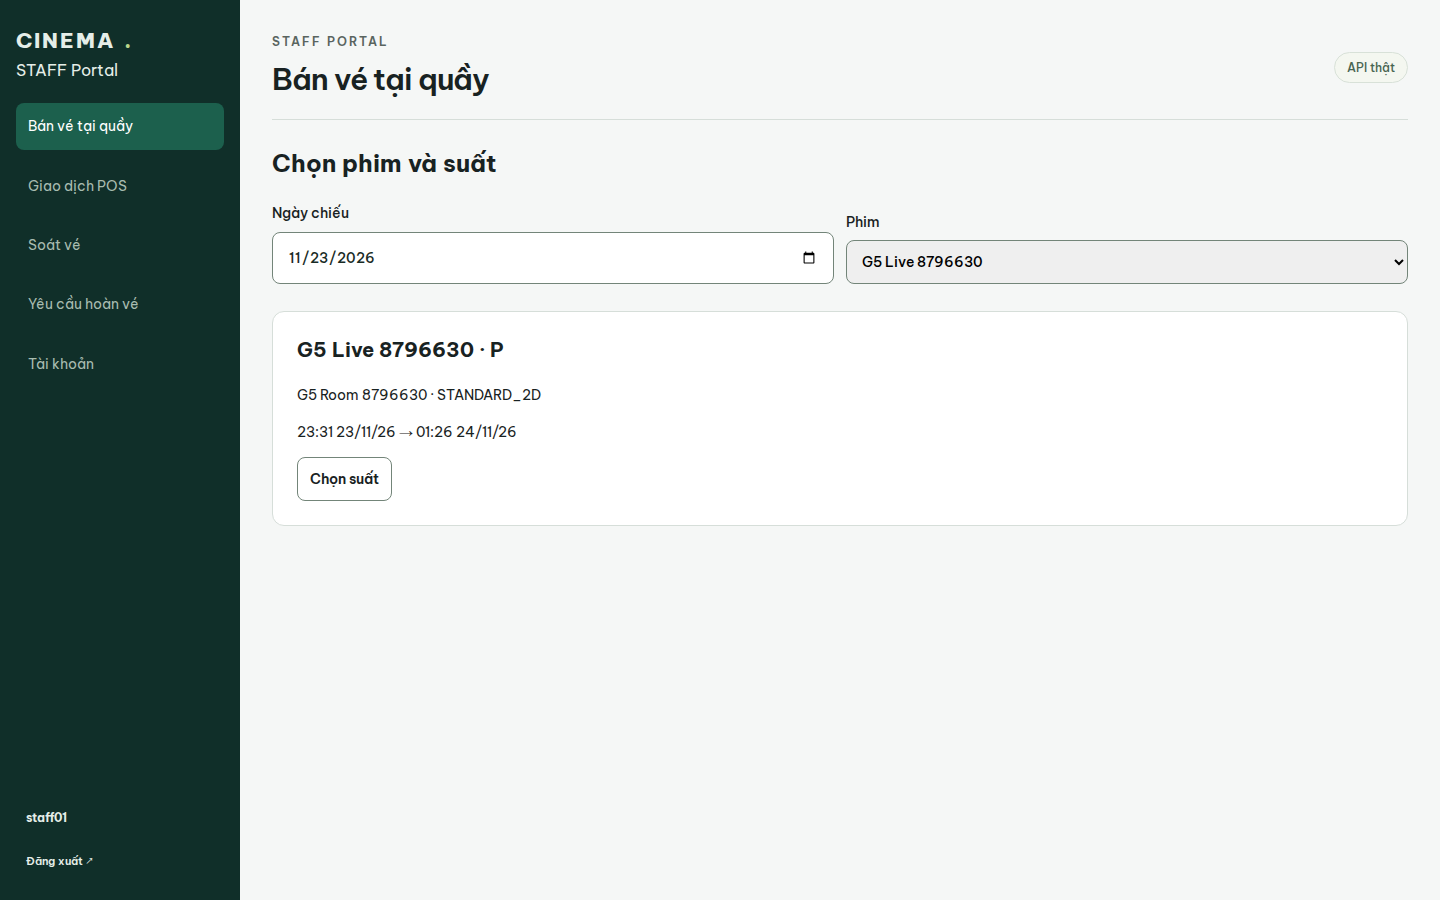 CINEMA .
STAFF Portal
Bán vé tại quầy
Giao dịch POS
Soát vé
Yêu cầu hoàn vé
Tài khoản
staff01
Đăng xuất ↗
STAFF PORTAL
Bán vé tại quầy
API thật
Chọn phim và suất
Ngày chiếu
11/23/2026
Phim
G5 Live 8796630
G5 Live 8796630 · P
G5 Room 8796630 · STANDARD_2D
23:31 23/11/26 → 01:26 24/11/26
Chọn suất